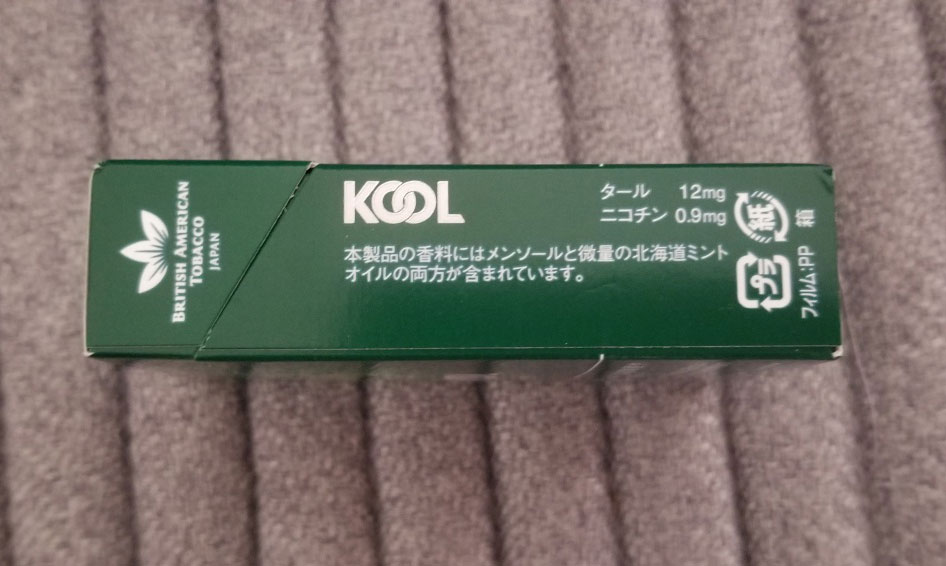 BRITISH AMERICAN
TOBACCO
JAPAN
KOOL
本製品の香料にはメンソールと微量の北海道ミント
オイルの両方が含まれています。
タール 12mg
ニコチン 0.9mg
紙
箱
プラ
フィルム:PP